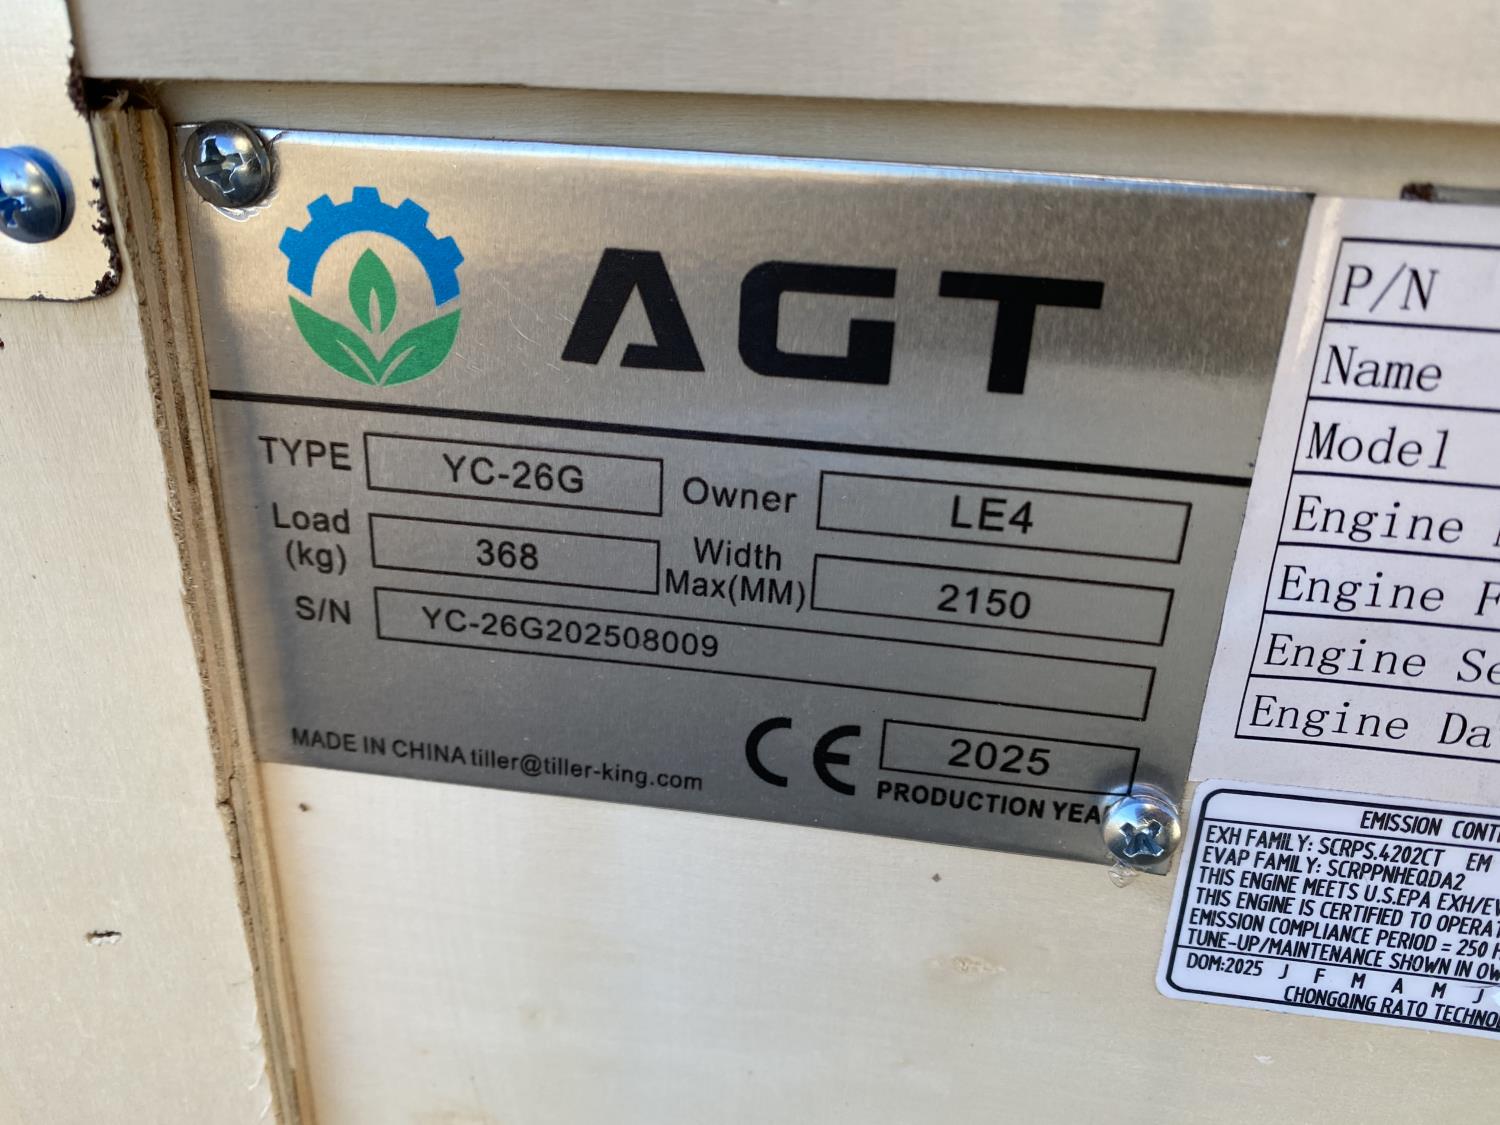 AGT
TYPE YC-26G Owner LE4
Load (kg) 368 Width Max(MM) 2150
S/N YC-26G202508009
MADE IN CHINA tiller@tiller-king.com CE 2025
PRODUCTION
P/N
Name
Model
Engine
Engine
Engine
Engine
EMISSION
EXH FAMILY: SCRPS.4202CT EM
EVAP FAMILY: SCRPPNHEQDA2
THIS ENGINE MEETS U.S.EPA
THIS ENGINE IS CERTIFIED TO
EMISSION COMPLIANCE PERIOD = 250
TUNE-UP/MAINTENANCE SHOWN IN
DOM:2025 J F M A M J
CHONGQING RATO